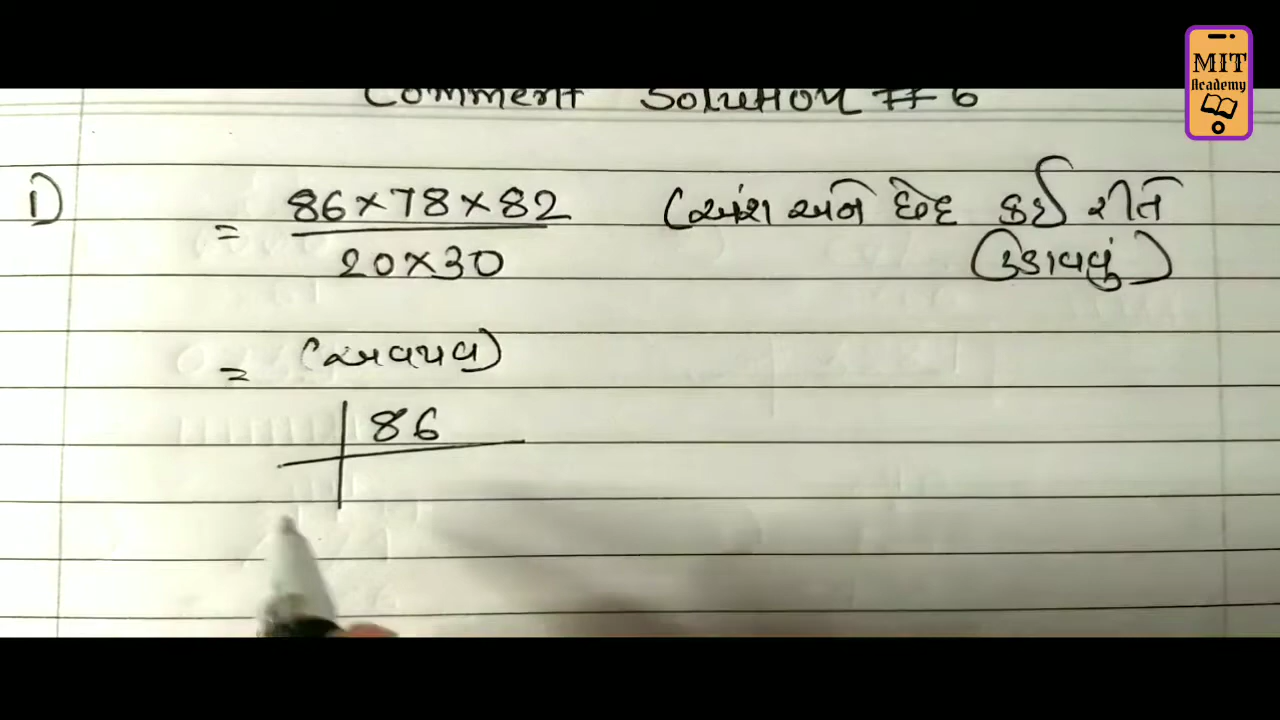 MIT
Academy
Comment Solution #6
1) = 86×78×82 (અંશ અને છેદ કઈ રીતે
20×30 ઉડાવવું)
= (અવયવ)
86